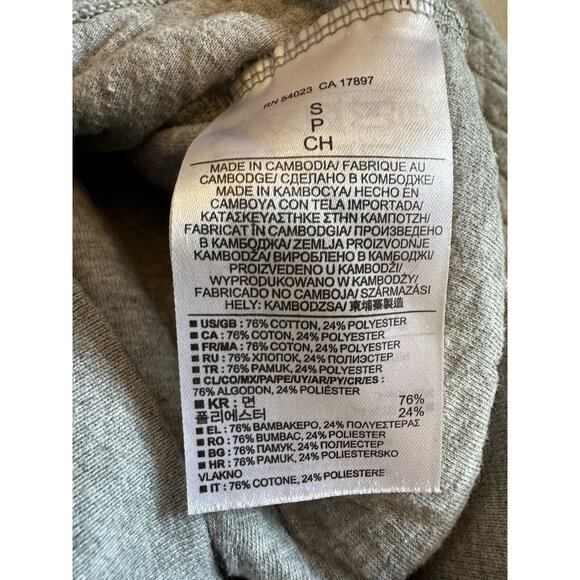 RN 54023 CA 17897
S
P
CH
MADE IN CAMBODIA/ FABRIQUE AU
CAMBODGE/ СДЕЛАНО В КОМБОДЖЕ/
MADE IN KAMBOCYA/ HECHO EN
CAMBOYA CON TELA IMPORTADA/
ΚΑΤΑΣΚΕΥΑΣΤΗΚΕ ΣΤΗΝ ΚΑΜΠΟΤΖΗ/
FABRICAT ÎN CAMBODGIA/ ПРОИЗВЕДЕНО
В КАМБОДЖА/ ZEMLJA PROIZVODNJE
KAMBODŽA/ ВИРОБЛЕНО В КАМБОДЖІ/
PROIZVEDENO U KAMBODŽI/
WYPRODUKOWANO W KAMBODŻY/
FABRICADO NO CAMBOJA/ SZÁRMAZÁSI
HELY: KAMBODZSA/ 柬埔寨製造
US/GB : 76% COTTON, 24% POLYESTER
CA : 76% COTTON, 24% POLYESTER
FR/MA : 76% COTON, 24% POLYESTER
RU : 76% ХЛОПОК, 24% ПОЛИЭСТЕР
TR : 76% PAMUK, 24% POLYESTER
CL/CO/MX/PA/PE/UY/AR/PY/CR/ES :
76% ALGODON, 24% POLIÉSTER
KR : 면 76%
폴리에스터 24%
EL : 76% ΒΑΜΒΑΚΕΡΟ, 24% ΠΟΛΥΕΣΤΕΡΑΣ
RO : 76% BUMBAC, 24% POLIESTER
BG : 76% ПАМУК, 24% ПОЛИЕСТЕР
HR : 76% PAMUK, 24% POLIESTERSKO
VLAKNO
IT : 76% COTONE, 24% POLIESTERE